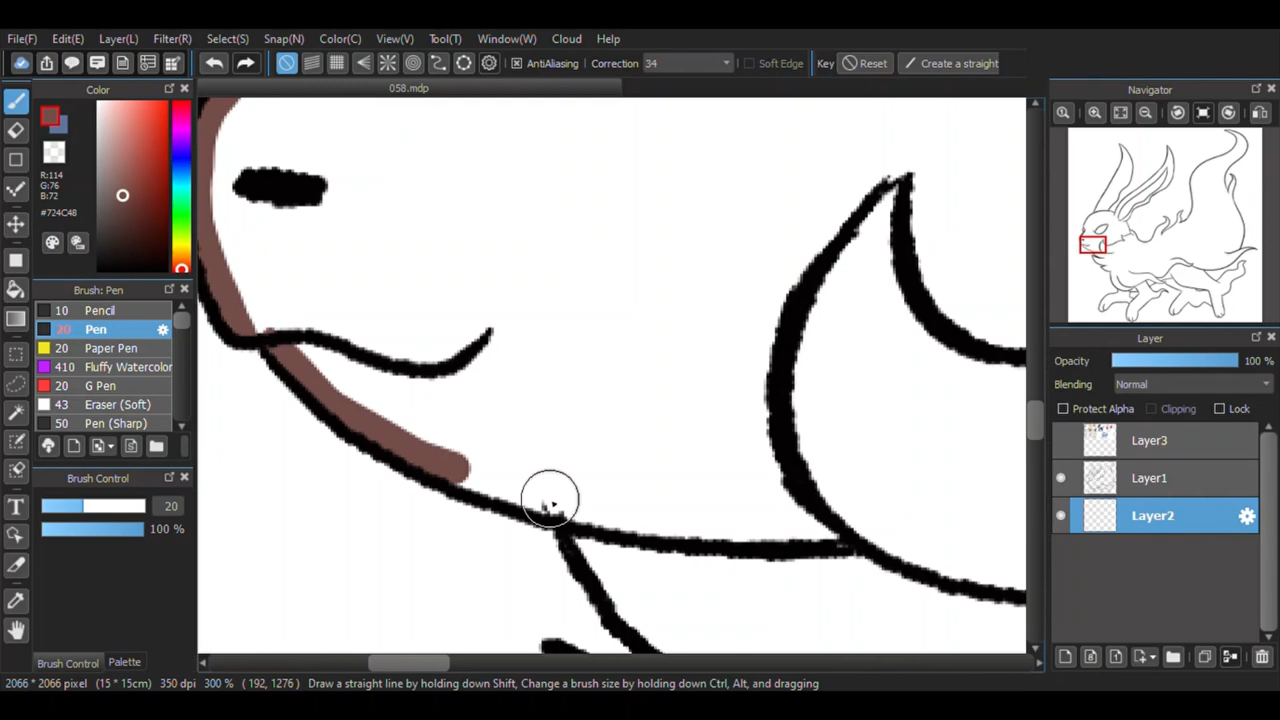 File(F) Edit(E) Layer(L) Filter(R) Select(S) Snap(N) Color(C) View(V) Tool(T) Window(W) Cloud Help
AntiAliasing Correction 34 Soft Edge Key Reset Create a straight
Color
058.mdp
Navigator
R:114
G:76
B:72
#724C48
Brush: Pen
10 Pencil
20 Pen
20 Paper Pen
410 Fluffy Watercolor
20 G Pen
43 Eraser (Soft)
50 Pen (Sharp)
Brush Control
20
100 %
Brush Control Palette
Layer
Opacity 100 %
Blending Normal
Protect Alpha Clipping Lock
Layer3
Layer1
Layer2
2066 * 2066 pixel (15 * 15cm) 350 dpi 300 % ( 192, 1276 ) Draw a straight line by holding down Shift, Change a brush size by holding down Ctrl, Alt, and dragging